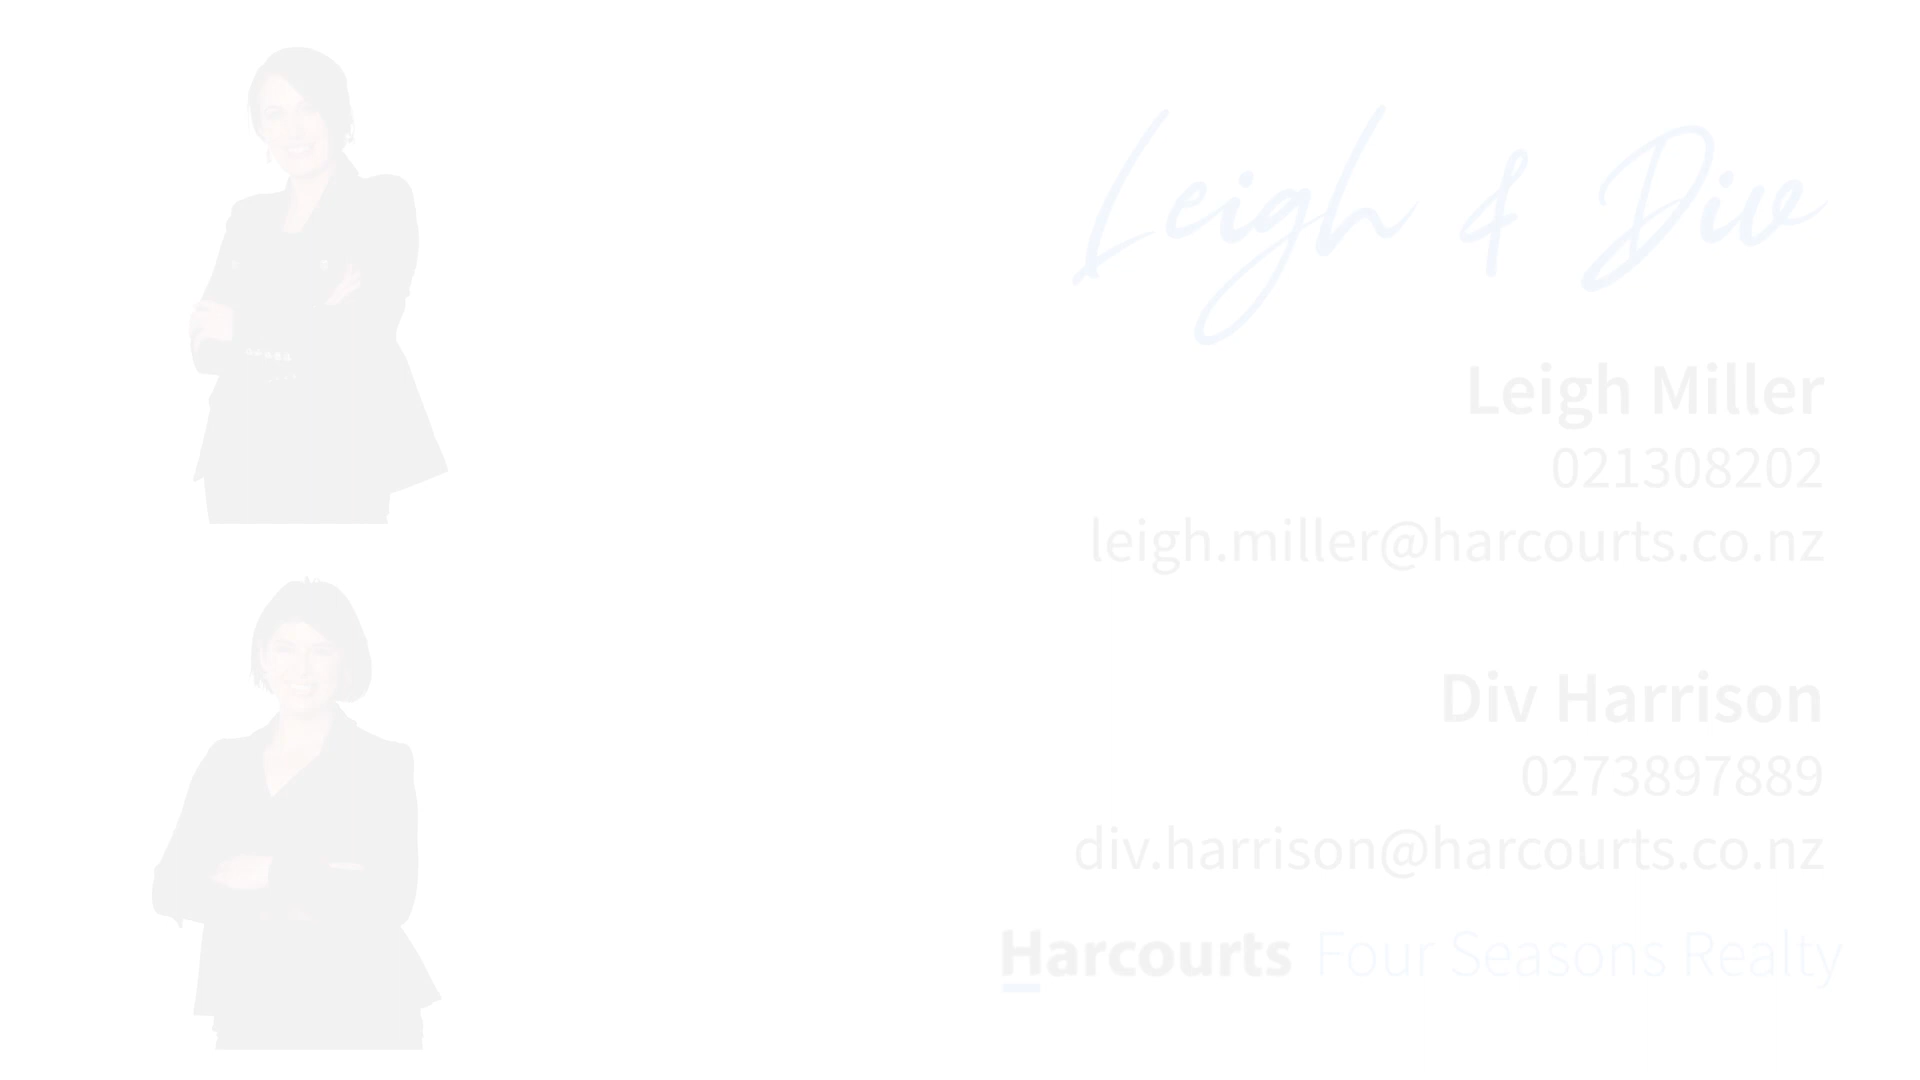 Leigh & Div
Leigh Miller
021308202
leigh.miller@harcourts.co.nz
Div Harrison
0273897889
div.harrison@harcourts.co.nz
Harcourts Four Seasons Realty